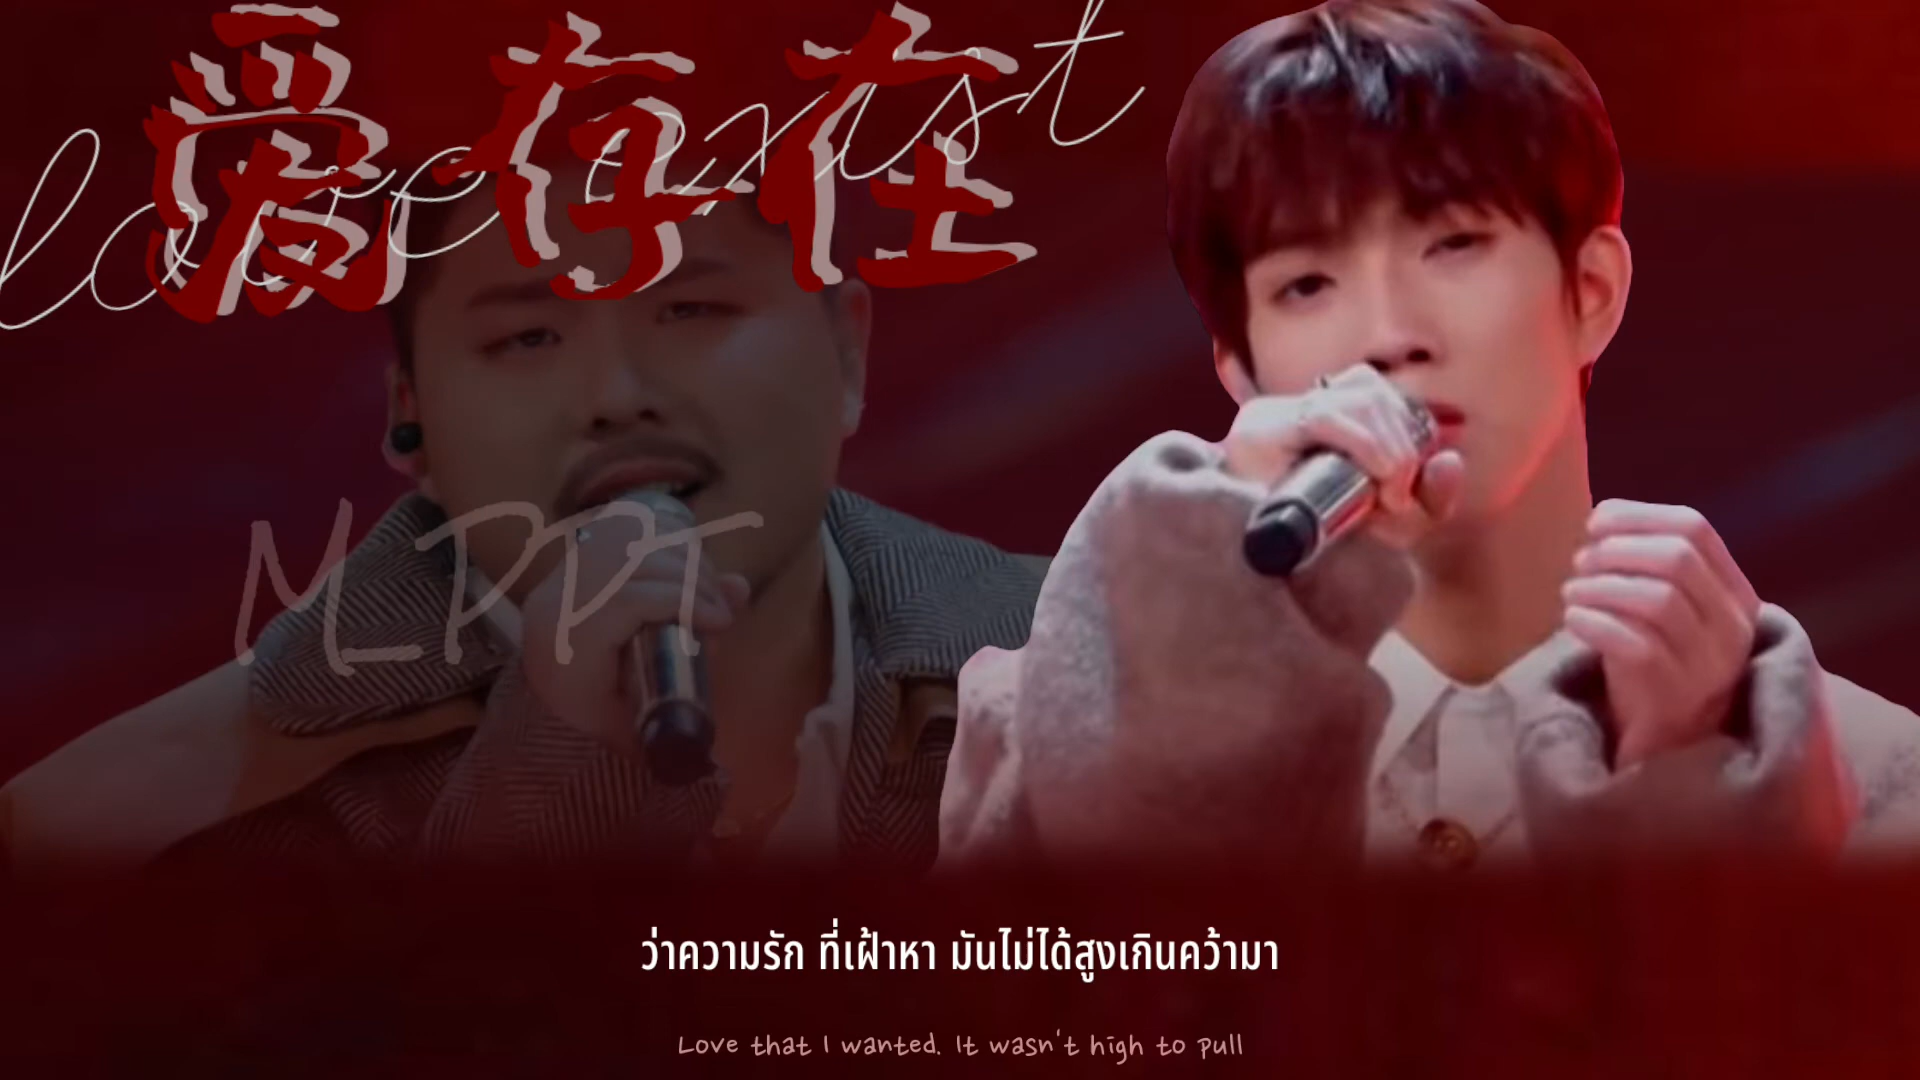 爱存在
love exist
M_PPT
ว่าความรัก ที่เฝ้าหา มันไม่ได้สูงเกินคว้ามา
Love that I wanted. It wasn't high to pull